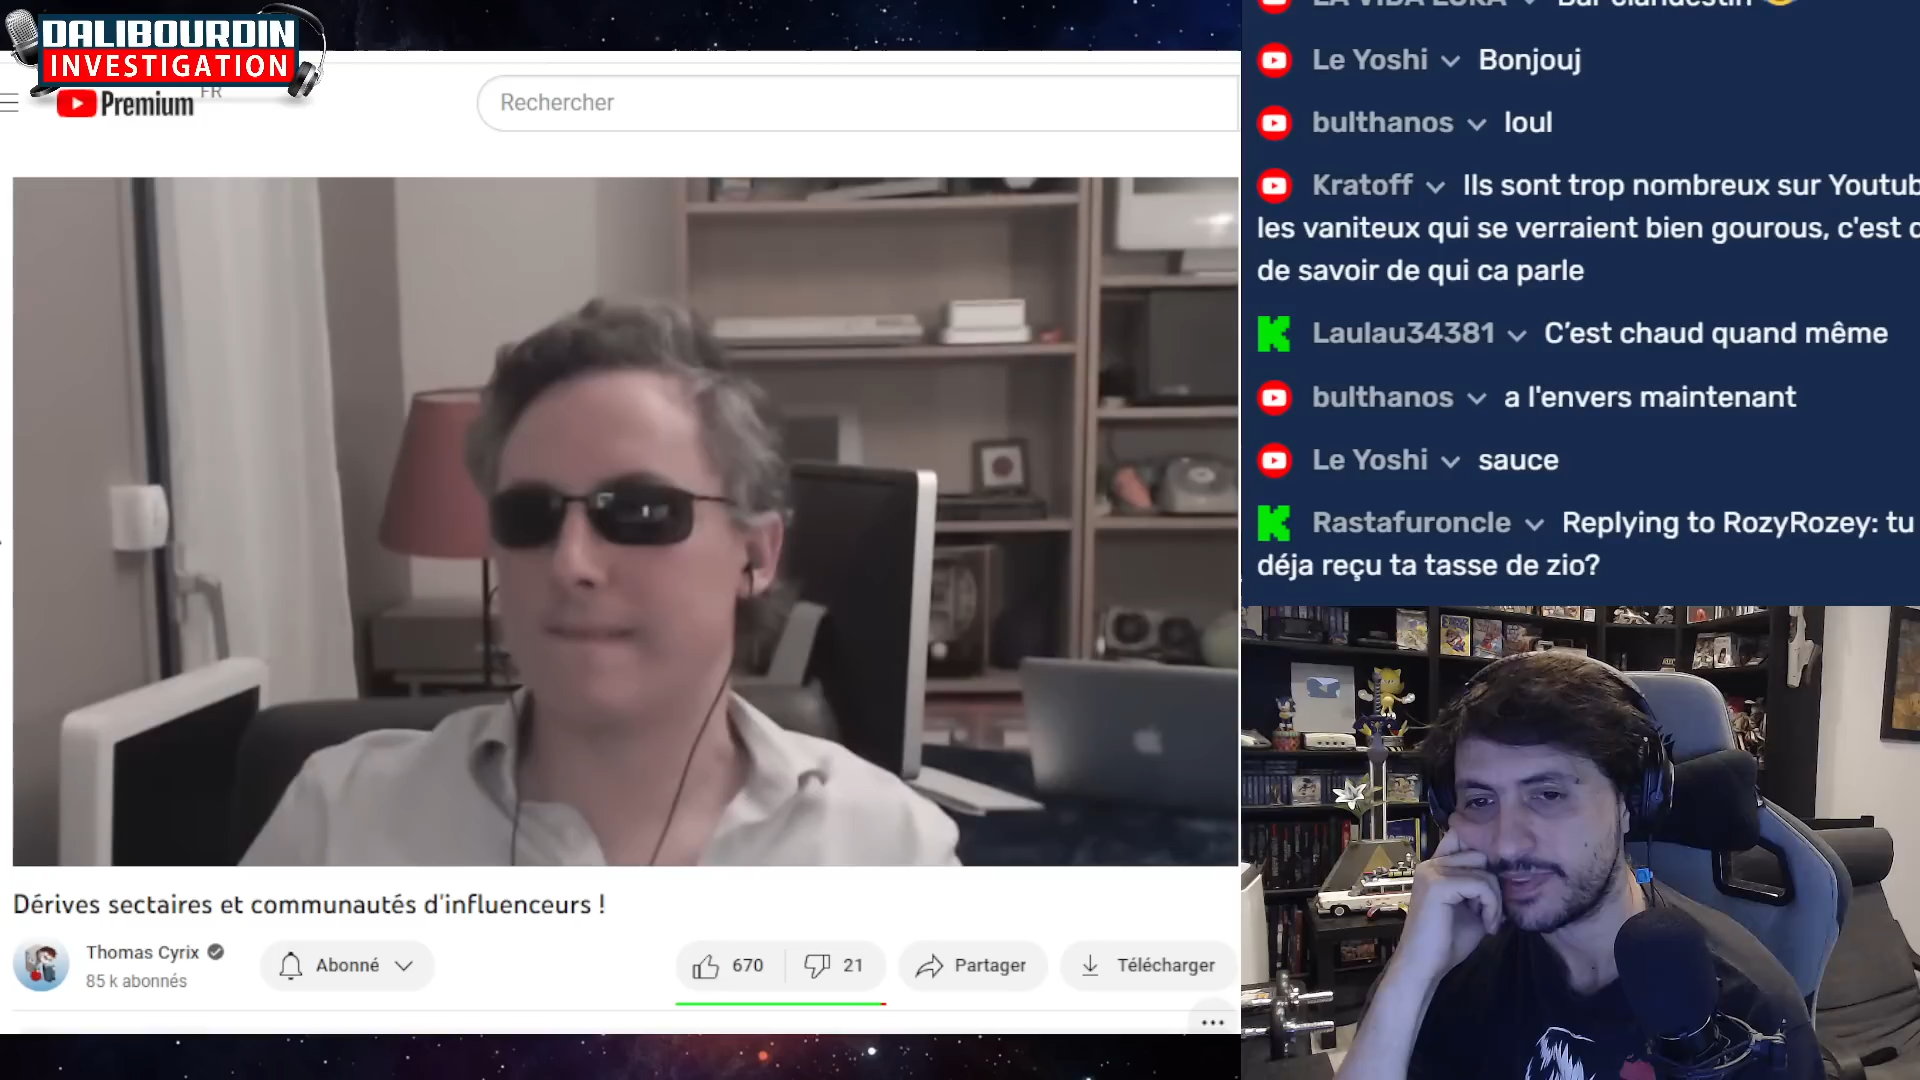 DALIBOURDIN
INVESTIGATION
FR
Premium
Rechercher
Dérives sectaires et communautés d'influenceurs !
Thomas Cyrix
85 k abonnés
Abonné
670
21
Partager
Télécharger
Le Yoshi Bonjouj
bulthanos loul
Kratoff Ils sont trop nombreux sur Youtub
les vaniteux qui se verraient bien gourous, c'est
de savoir de qui ca parle
Laulau34381 C’est chaud quand même
bulthanos a l'envers maintenant
Le Yoshi sauce
Rastafuroncle Replying to RozyRozey: tu
déja reçu ta tasse de zio?